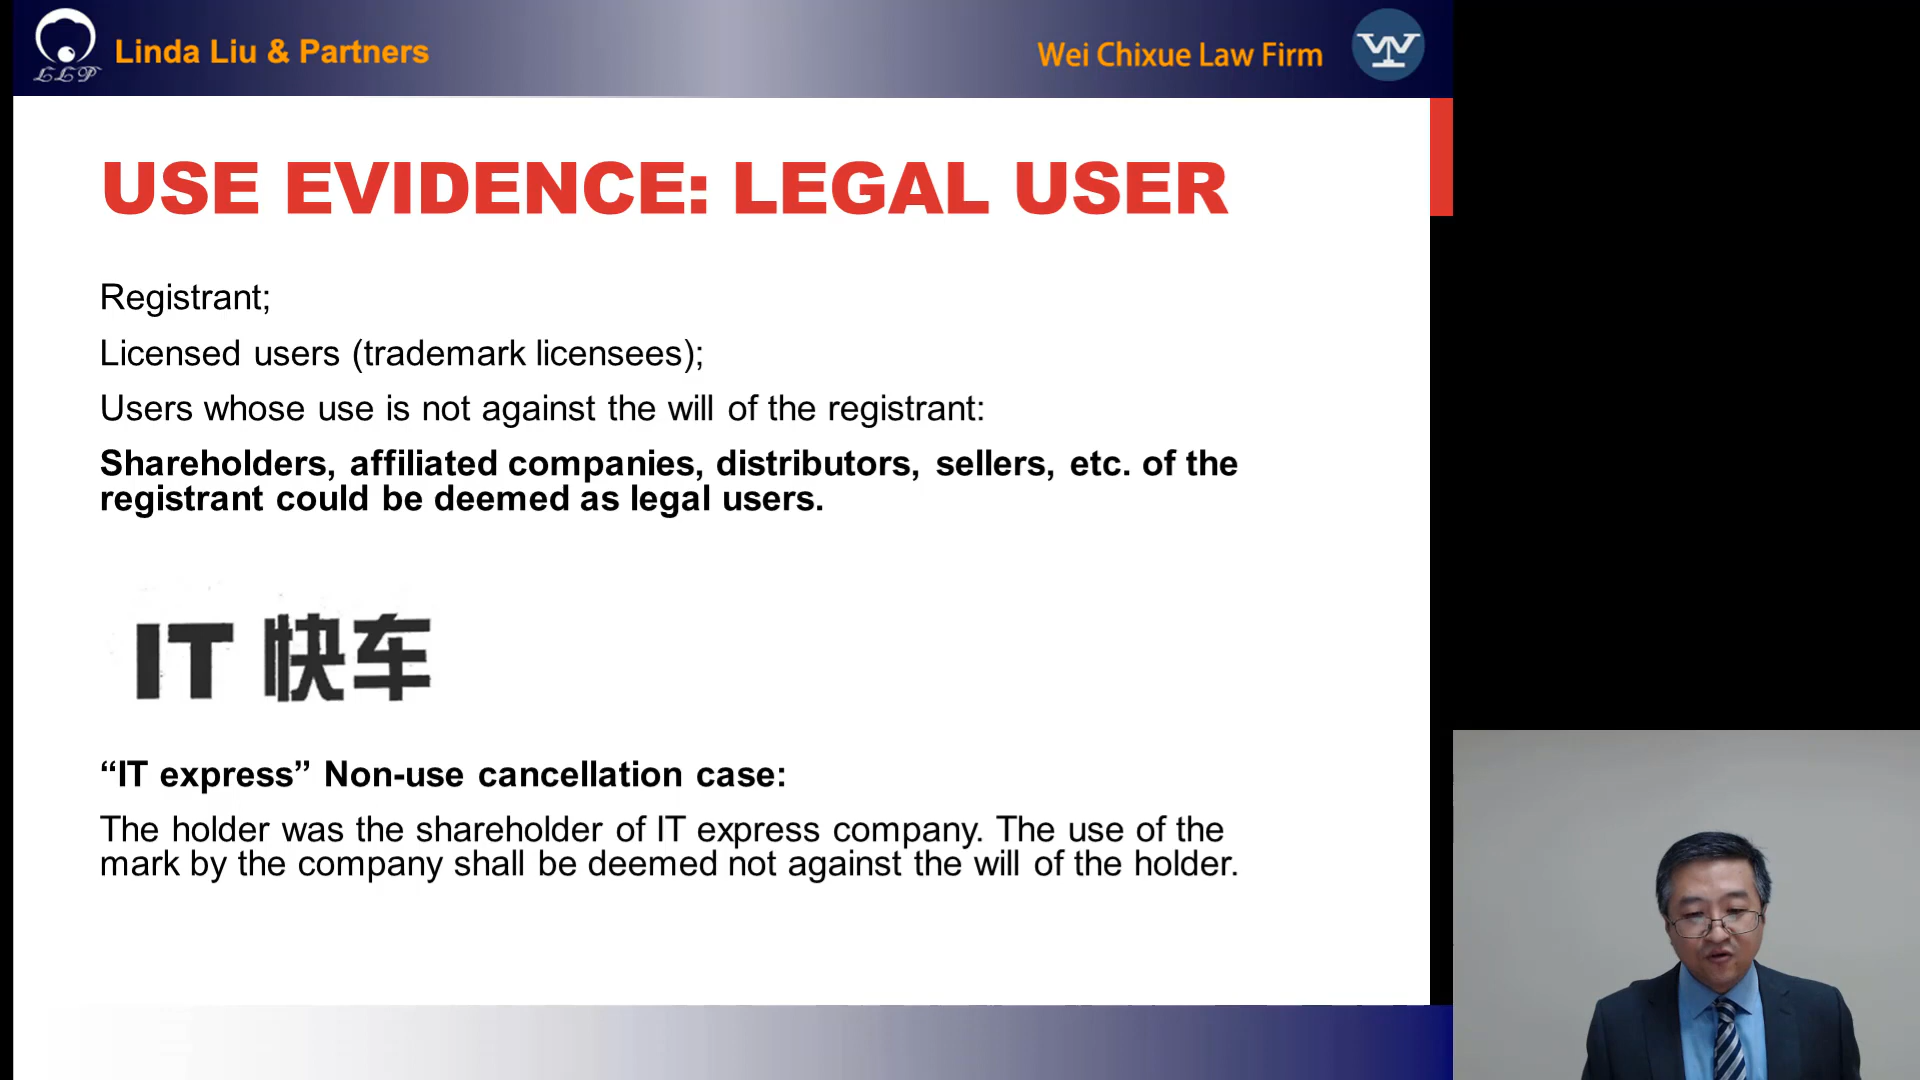 LLP
Linda Liu & Partners
Wei Chixue Law Firm
USE EVIDENCE: LEGAL USER
Registrant;
Licensed users (trademark licensees);
Users whose use is not against the will of the registrant:
Shareholders, affiliated companies, distributors, sellers, etc. of the
registrant could be deemed as legal users.
IT 快车
“IT express” Non-use cancellation case:
The holder was the shareholder of IT express company. The use of the
mark by the company shall be deemed not against the will of the holder.